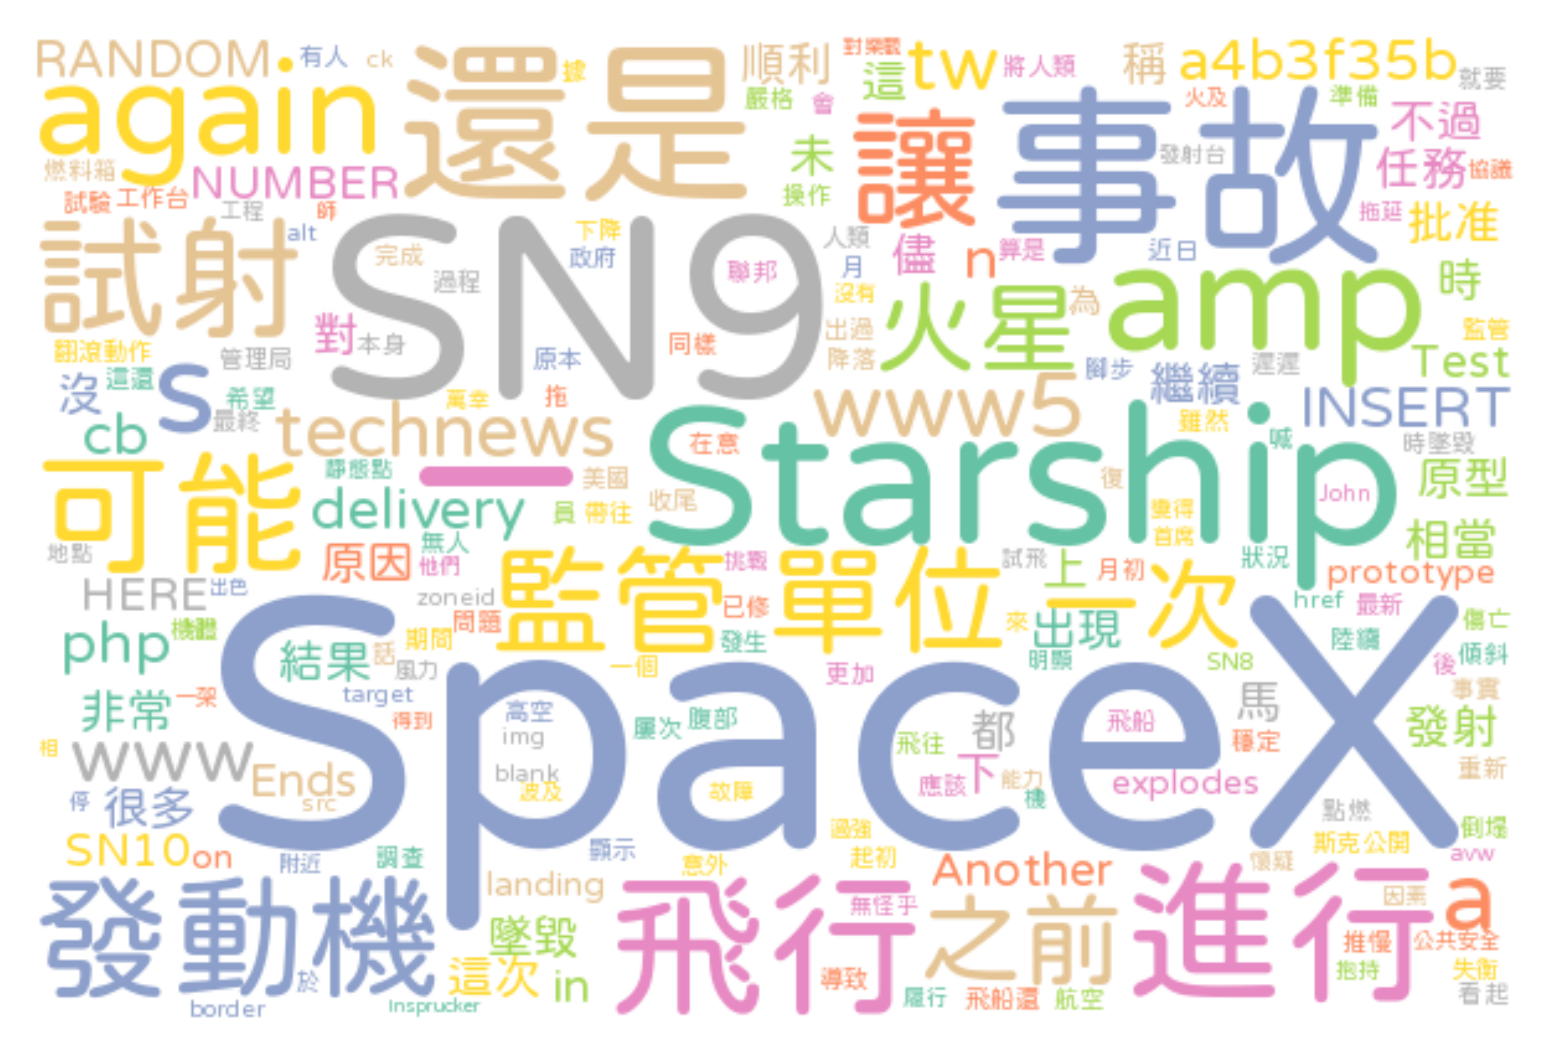 RANDOM 有人 ck 還是 據 順利 對樂觀 這 tw 將人類 稱 a4b3f35b 就要
again 嚴格 會 讓 事故 火及 準備 不過
燃料箱 NUMBER 未 發射台 任務 協議
試驗 工作台 工程 師 操作 拖延 批准
試射 alt SN9 下降 人類 儘 n 算是 近日
完成 政府 聯邦 月 火星 為 amp 時
過程 沒有
翻滾動作 對 本身 原本 同樣 出過 監管
管理局 降落 腳步 遲遲 Test
沒 這還 s 希望 萬幸 拖 www5 繼續 INSERT
cb 最終 technews 在意 Starship 雖然 喊 時墜毀
可能 靜態點 一 美國 復 John 原型
delivery 員 帶往 收尾 變得
地點 原因 無人 他們 首席 相當
監管單位 挑戰 試飛 上 月初 一次 狀況 prototype
HERE 出色 zoneid 已修 href 最新
php 機體 問題 期間 發生 來 出現 陸續 傷亡
結果 話 風力 一個 明顯 SN8 後 傾斜
SpaceX 更加
非常 一架 target 得到 高空 屢次 腹部 都 飛船 馬 事實
相 www img 飛往 穩定 發射
Ends blank 應該 下 能力 explodes 重新
停 很多 src 波及 故障 機 點燃
SN10 on 過強 斯克 公開 倒塌
附近 調查 顯示 意外 起初 Another 懷疑 avw
發動機 landing 飛行 無怪乎 之前 進行 因素 a
墜毀 推慢 公共安全
這次 in 導致 抱持 失衡
於 履行 飛船還 航空 看起
border Insprucker